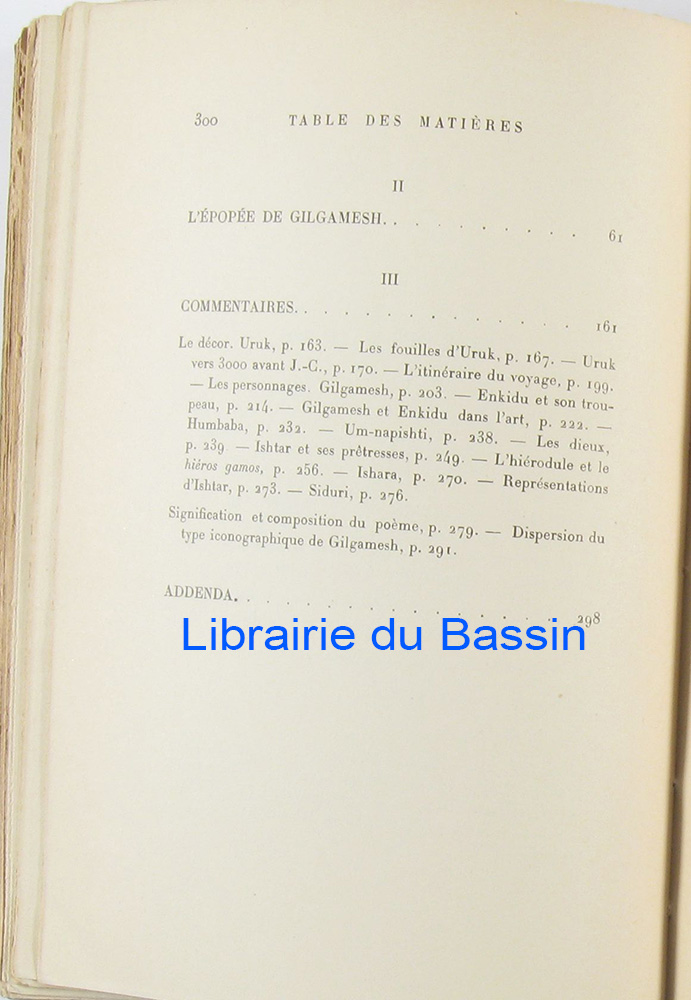 300 TABLE DES MATIÈRES
II
L'ÉPOPÉE DE GILGAMESH. . . . . . . . . . 61
III
COMMENTAIRES. . . . . . . . . . . . . . 161
Le décor. Uruk, p. 163. — Les fouilles d'Uruk, p. 167. — Uruk
vers 3000 avant J.-C., p. 170. — L'itinéraire du voyage, p. 199.
— Les personnages. Gilgamesh, p. 203. — Enkidu et son trou-
peau, p. 214. — Gilgamesh et Enkidu dans l'art, p. 222. —
Humbaba, p. 232. — Um-napishti, p. 238. — Les dieux,
p. 239. — Ishtar et ses prêtresses, p. 249. — L'hiérodule et le
hiéros gamos, p. 256. — Ishara, p. 270. — Représentations
d'Ishtar, p. 273. — Siduri, p. 276.
Signification et composition du poème, p. 279. — Dispersion du
type iconographique de Gilgamesh, p. 291.
ADDENDA. . . . . . . . . . . . . . . . 298
Librairie du Bassin